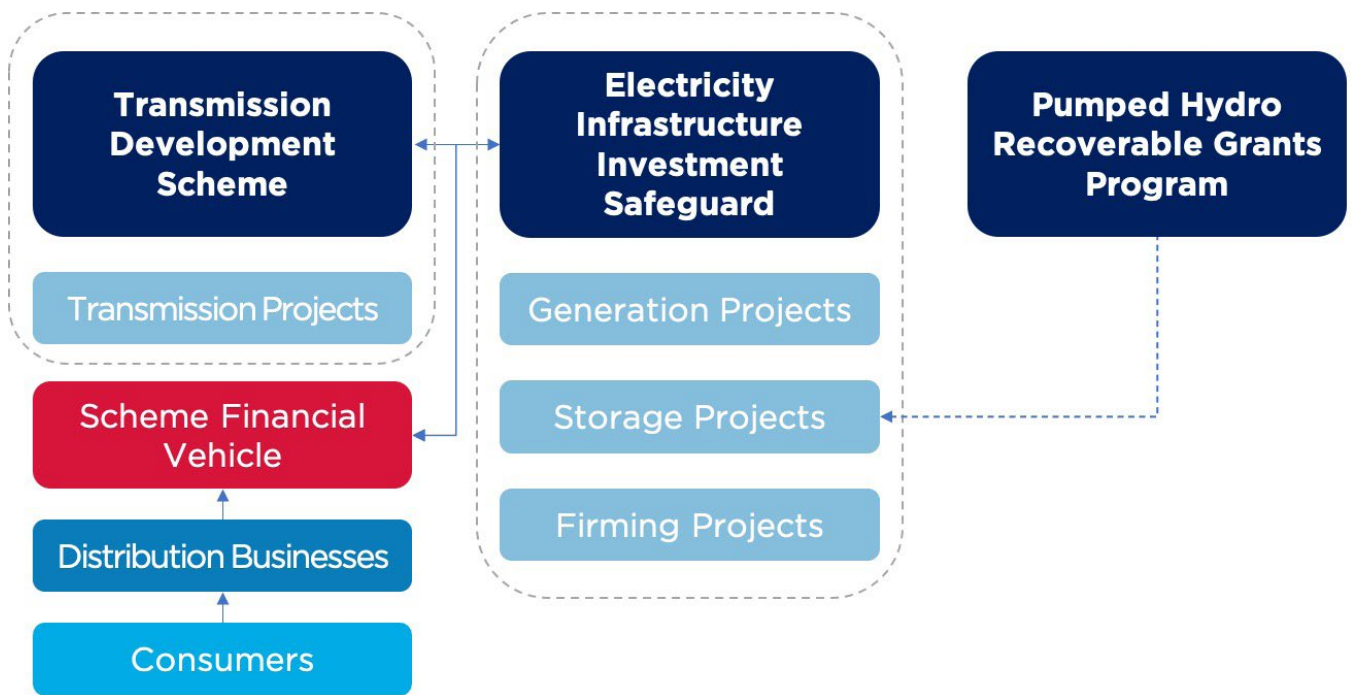 Transmission
Development
Scheme
Transmission Projects
Scheme Financial
Vehicle
Distribution Businesses
Consumers
Electricity
Infrastructure
Investment
Safeguard
Generation Projects
Storage Projects
Firming Projects
Pumped Hydro
Recoverable Grants
Program